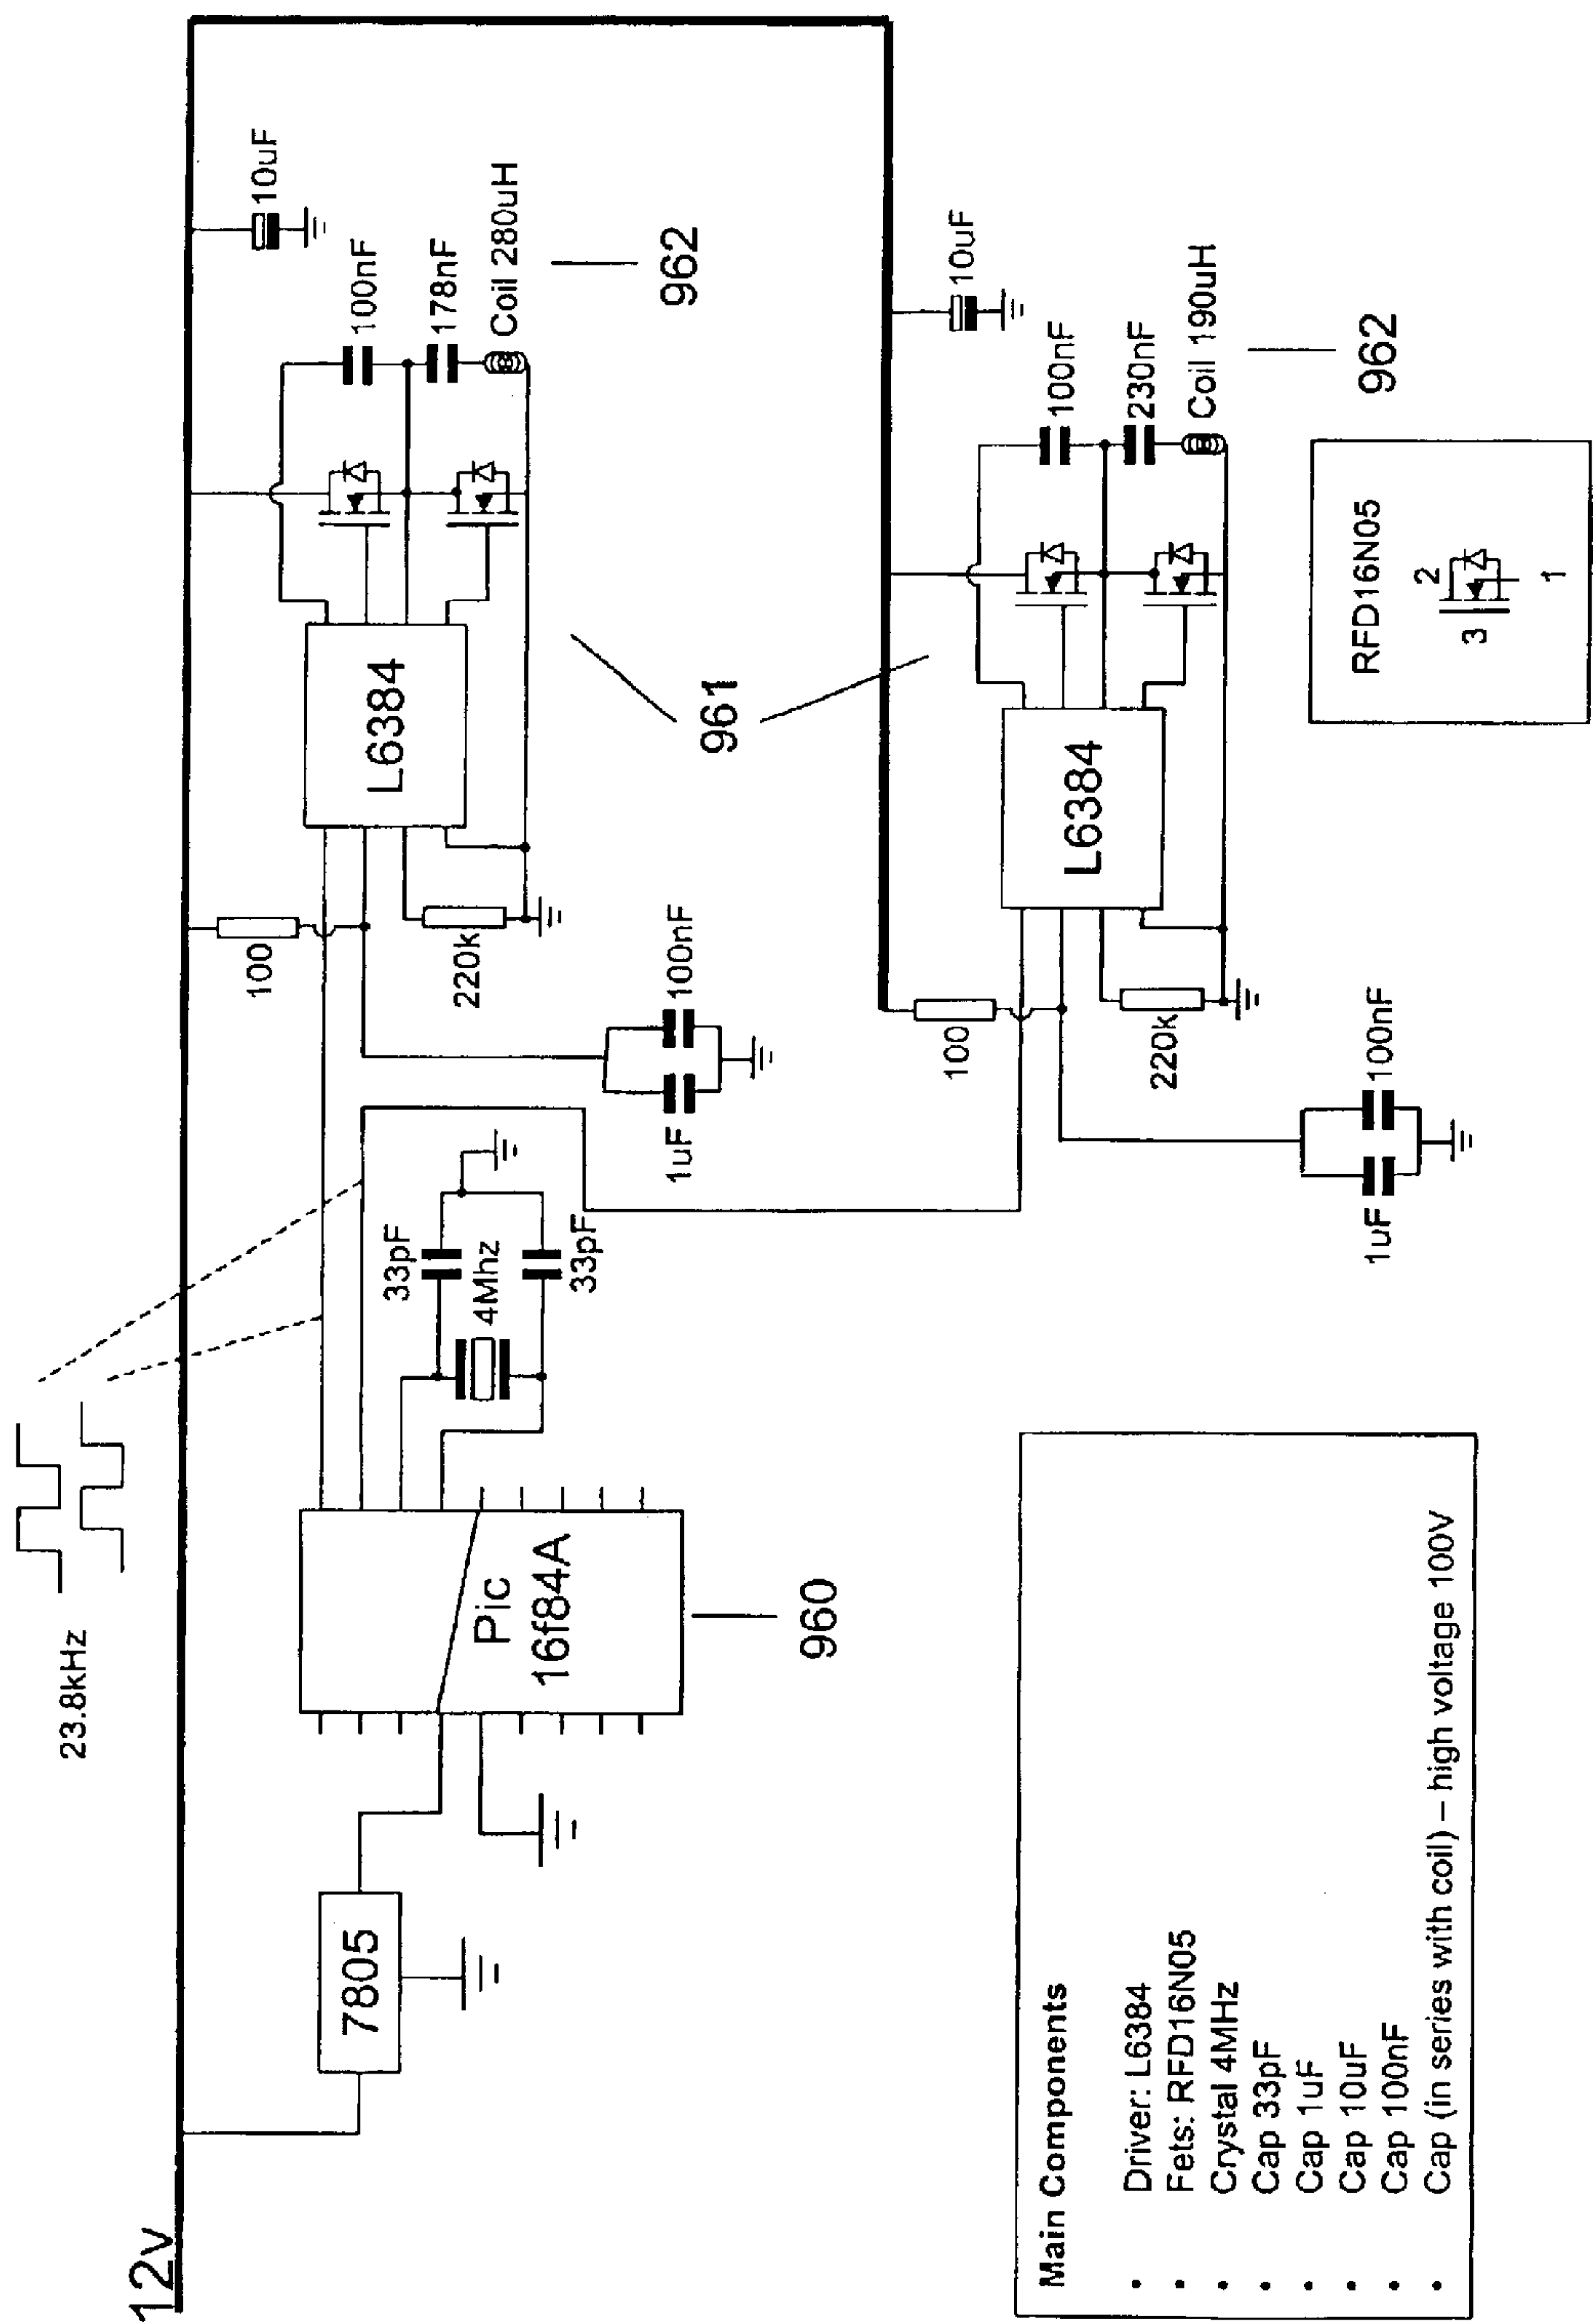 23.8kHz
12v
10uF
100
100nF
L6384
178nF
Coil 280uH
220k
962
7805
Pic
16f84A
33pF
4Mhz
33pF
960
1uF
100nF
961
10uF
100
100nF
L6384
230nF
Coil 190uH
220k
962
1uF
100nF
RFD16N05
2
3
1
Main Components
• Driver: L6384
• Fets: RFD16N05
• Crystal 4MHz
• Cap 33pF
• Cap 1uF
• Cap 10uF
• Cap 100nF
• Cap (in series with coil) – high voltage 100V